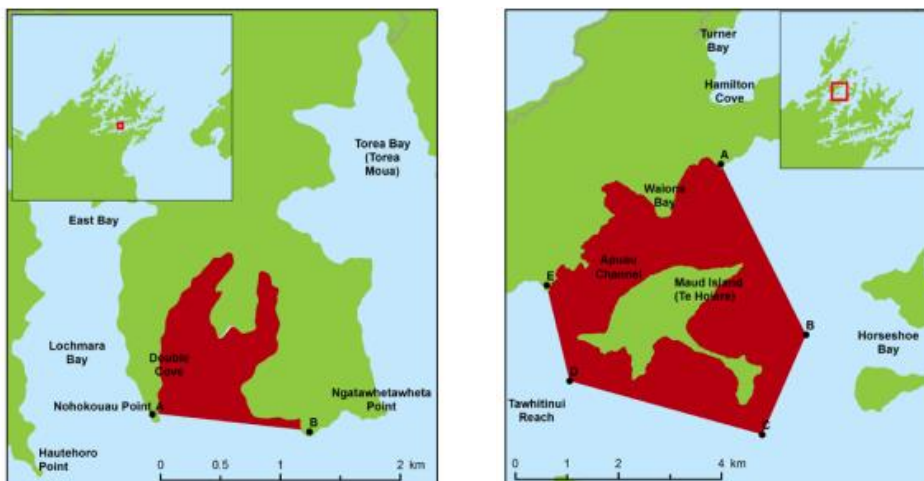 Torea Bay
(Torea
Moua)
East Bay
Lochmara
Bay
Double
Cove
Nohokouau Point A
B
Ngatawhetawheta
Point
Hautehoro
Point
0 0.5 1 2 km
Turner
Bay
Hamilton
Cove
A
Waiona
Bay
E
Apuau
Channel
Maud Island
(Te Hoiere)
B
Horseshoe
Bay
D
Tawhitinui
Reach
C
0 1 2 4 km